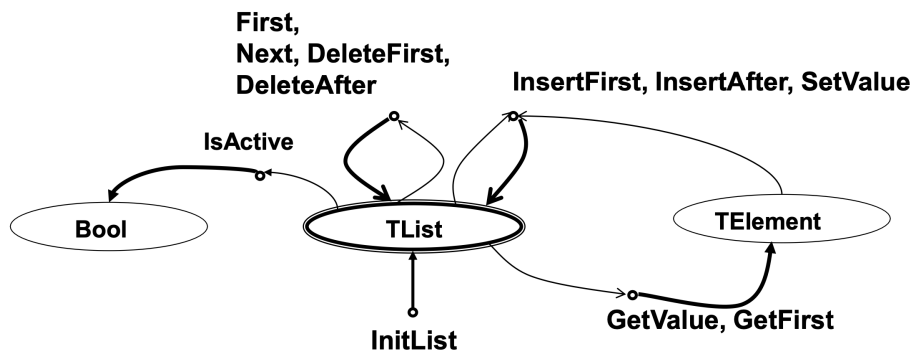 First,
Next, DeleteFirst,
DeleteAfter
InsertFirst, InsertAfter, SetValue
IsActive
Bool
TList
TElement
GetValue, GetFirst
InitList